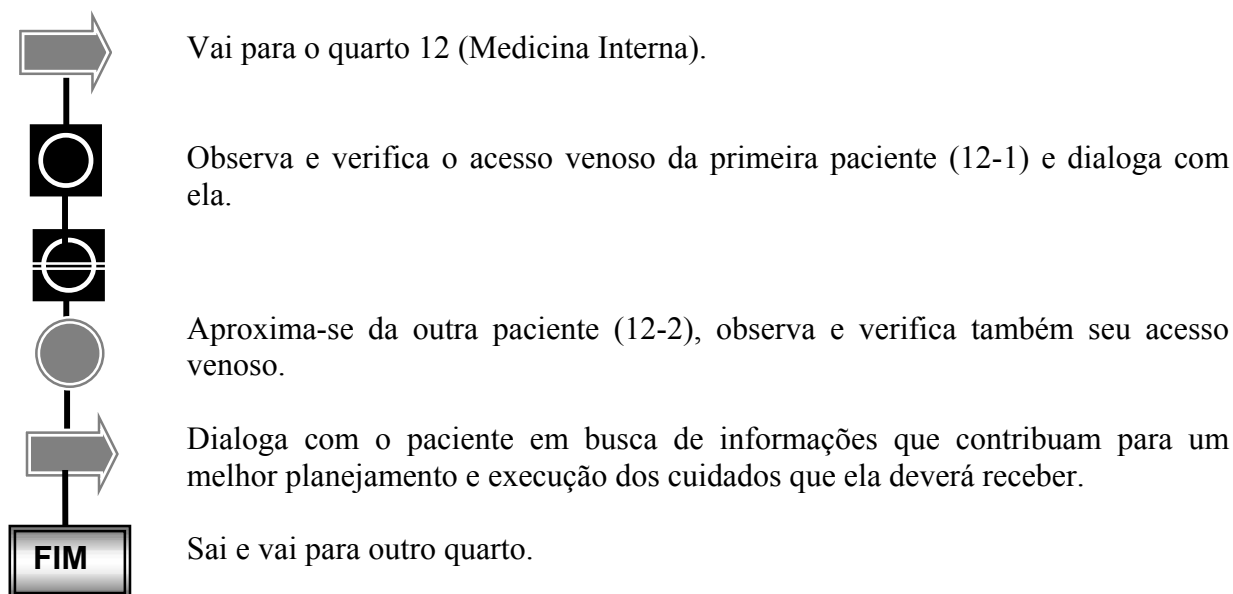 Vai para o quarto 12 (Medicina Interna).
Observa e verifica o acesso venoso da primeira paciente (12-1) e dialoga com
ela.
Aproxima-se da outra paciente (12-2), observa e verifica também seu acesso
venoso.
Dialoga com o paciente em busca de informações que contribuam para um
melhor planejamento e execução dos cuidados que ela deverá receber.
FIM
Sai e vai para outro quarto.